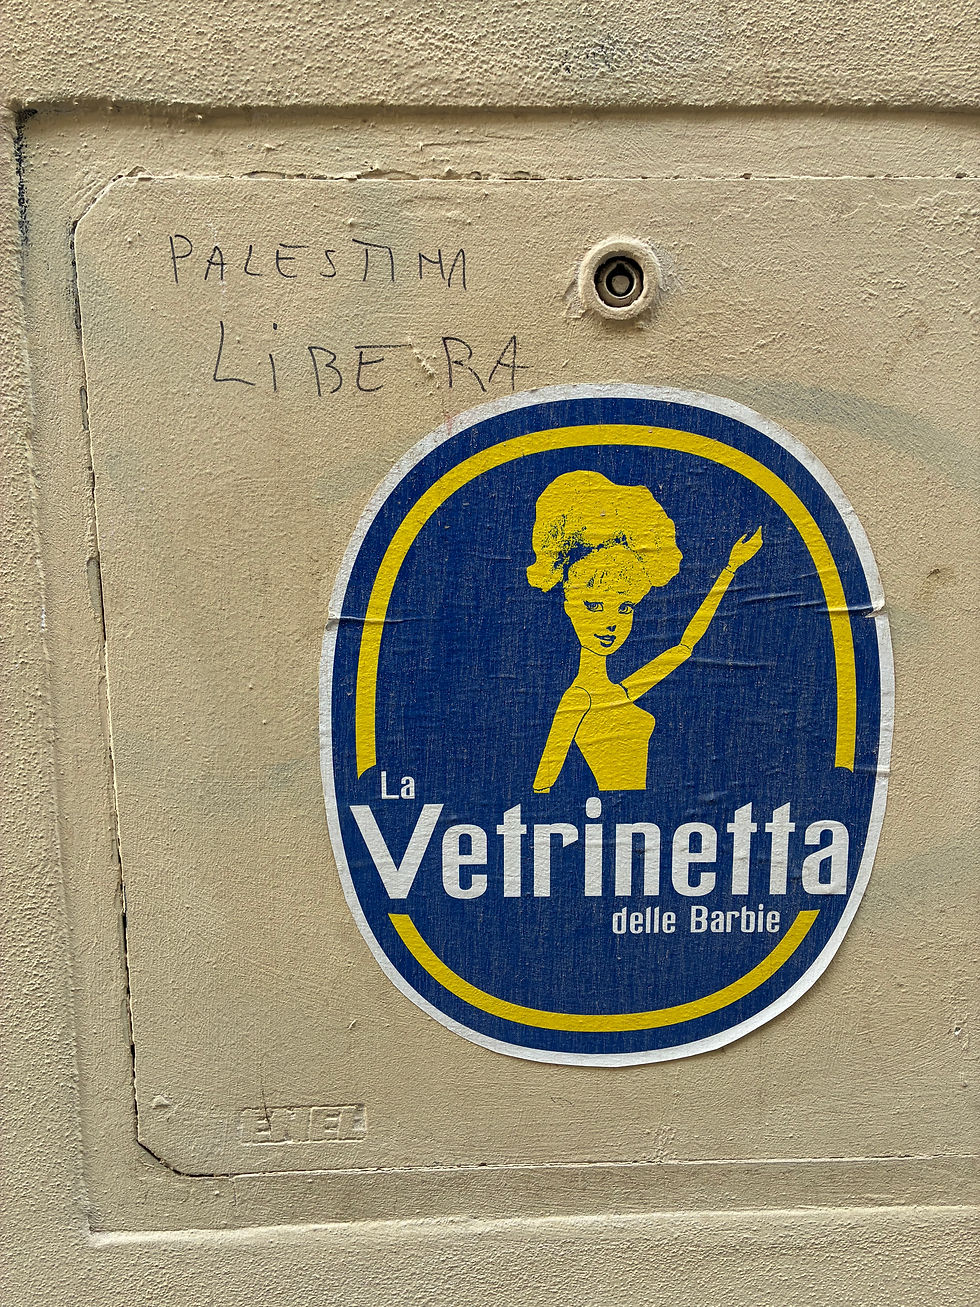 PALESTINA
LiBERA
La
Vetrinetta
delle Barbie
ENEL